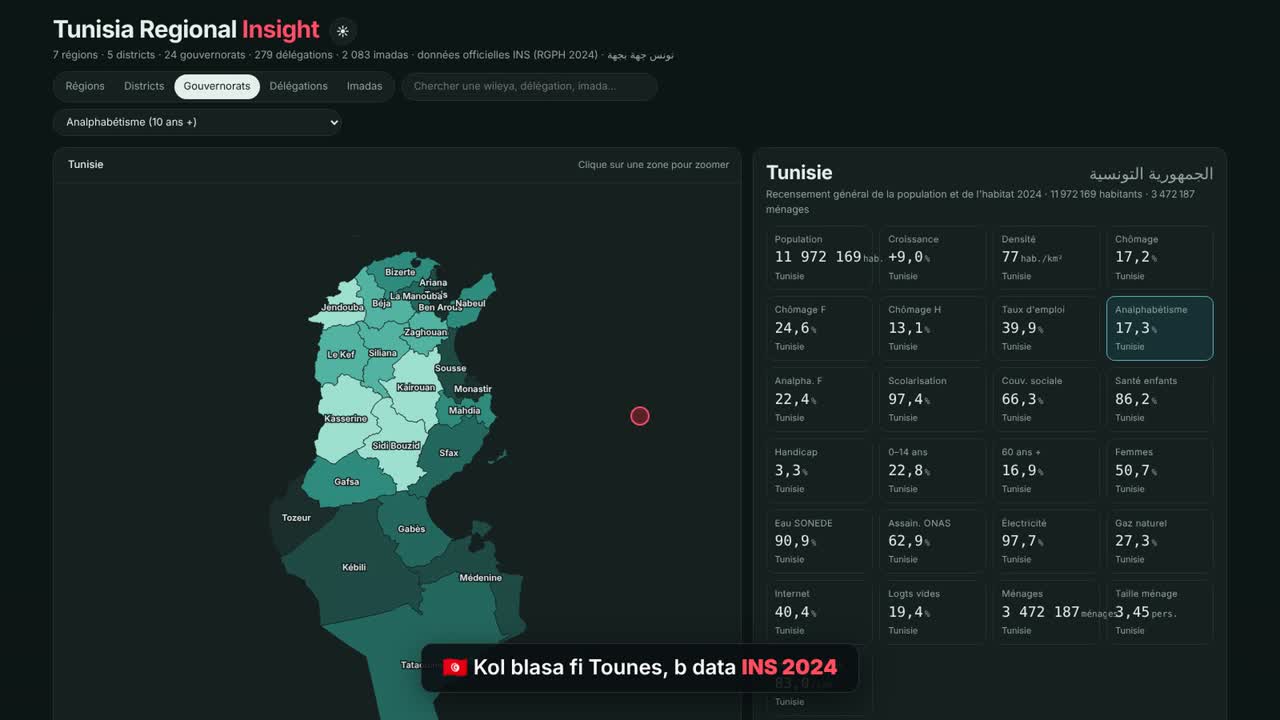 Tunisia Regional Insight ☀
7 régions · 5 districts · 24 gouvernorats · 279 délégations · 2 083 imadas · données officielles INS (RGPH 2024) · تونس جهة بجهة
Régions Districts Gouvernorats Délégations Imadas Chercher une wileya, délégation, imada...
Analphabétisme (10 ans +)
Tunisie Clique sur une zone pour zoomer
Bizerte
Ariana
La Manouba
Béja
Jendouba
Ben Arous
Nabeul
Zaghouan
Le Kef
Siliana
Sousse
Kairouan
Monastir
Mahdia
Kasserine
Sidi Bouzid
Sfax
Gafsa
Tozeur
Gabès
Kébili
Médenine
Tunisie الجمهورية التونسية
Recensement général de la population et de l'habitat 2024 · 11 972 169 habitants · 3 472 187
ménages
Population Croissance Densité Chômage
11 972 169 hab. +9,0 % 77 hab./km² 17,2 %
Tunisie Tunisie Tunisie Tunisie
Chômage F Chômage H Taux d'emploi Analphabétisme
24,6 % 13,1 % 39,9 % 17,3 %
Tunisie Tunisie Tunisie Tunisie
Analpha. F Scolarisation Couv. sociale Santé enfants
22,4 % 97,4 % 66,3 % 86,2 %
Tunisie Tunisie Tunisie Tunisie
Handicap 0–14 ans 60 ans + Femmes
3,3 % 22,8 % 16,9 % 50,7 %
Tunisie Tunisie Tunisie Tunisie
Eau SONEDE Assain. ONAS Électricité Gaz naturel
90,9 % 62,9 % 97,7 % 27,3 %
Tunisie Tunisie Tunisie Tunisie
Internet Logts vides Ménages Taille ménage
40,4 % 19,4 % 3 472 187 ménages 3,45 pers.
Tunisie Tunisie Tunisie Tunisie
🇹🇳 Kol blasa fi Tounes, b data INS 2024
83,0
Tunisie